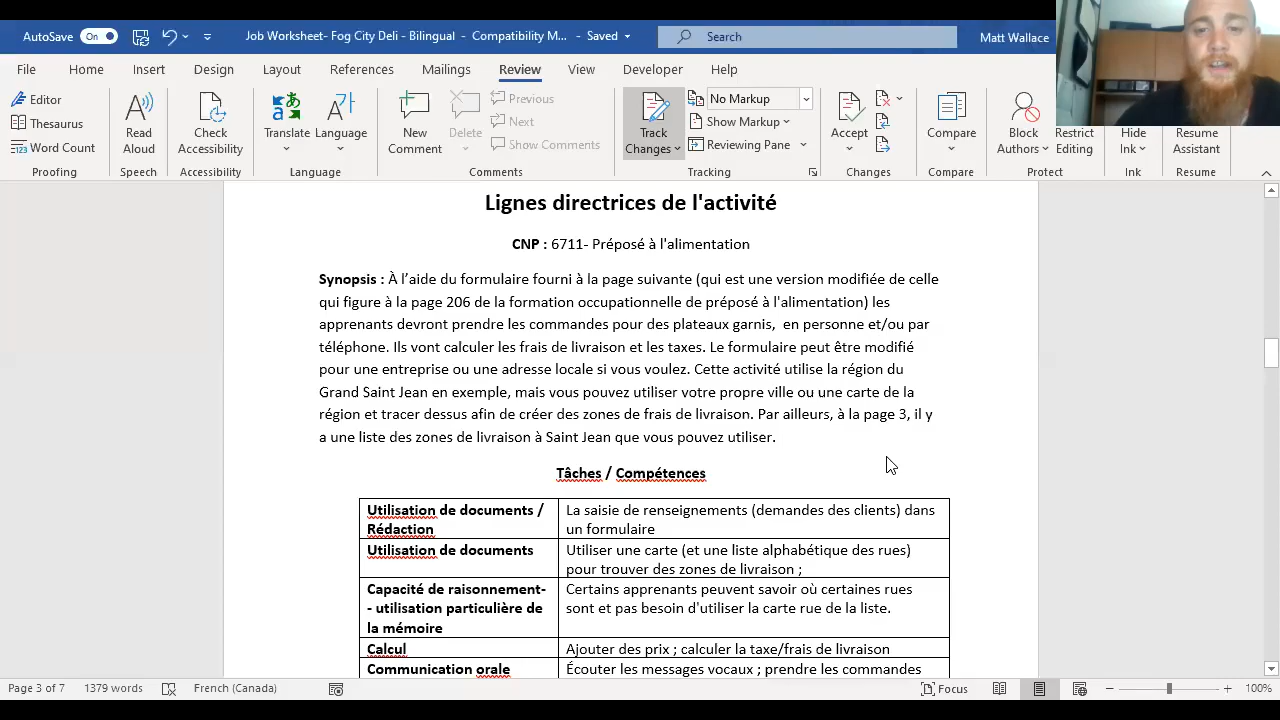 AutoSave On Job Worksheet- Fog City Deli - Bilingual - Compatibility M... - Saved Search Matt Wallace
File Home Insert Design Layout References Mailings Review View Developer Help
Editor
Thesaurus
Word Count
Proofing
Read Aloud
Speech
Check Accessibility
Accessibility
Translate
Language
Language
New Comment
Delete
Previous
Next
Show Comments
Comments
Track Changes
No Markup
Show Markup
Reviewing Pane
Tracking
Accept
Changes
Compare
Compare
Block Authors
Restrict Editing
Protect
Hide Ink
Ink
Resume Assistant
Resume
Lignes directrices de l'activité
CNP : 6711- Préposé à l'alimentation
Synopsis : À l’aide du formulaire fourni à la page suivante (qui est une version modifiée de celle
qui figure à la page 206 de la formation occupationnelle de préposé à l'alimentation) les
apprenants devront prendre les commandes pour des plateaux garnis, en personne et/ou par
téléphone. Ils vont calculer les frais de livraison et les taxes. Le formulaire peut être modifié
pour une entreprise ou une adresse locale si vous voulez. Cette activité utilise la région du
Grand Saint Jean en exemple, mais vous pouvez utiliser votre propre ville ou une carte de la
région et tracer dessus afin de créer des zones de frais de livraison. Par ailleurs, à la page 3, il y
a une liste des zones de livraison à Saint Jean que vous pouvez utiliser.
Tâches / Compétences
Utilisation de documents /
Rédaction
La saisie de renseignements (demandes des clients) dans
un formulaire
Utilisation de documents
Utiliser une carte (et une liste alphabétique des rues)
pour trouver des zones de livraison ;
Capacité de raisonnement-
- utilisation particulière de
la mémoire
Certains apprenants peuvent savoir où certaines rues
sont et pas besoin d'utiliser la carte rue de la liste.
Calcul
Ajouter des prix ; calculer la taxe/frais de livraison
Communication orale
Écouter les messages vocaux ; prendre les commandes
Page 3 of 7 1379 words French (Canada) Focus 100%